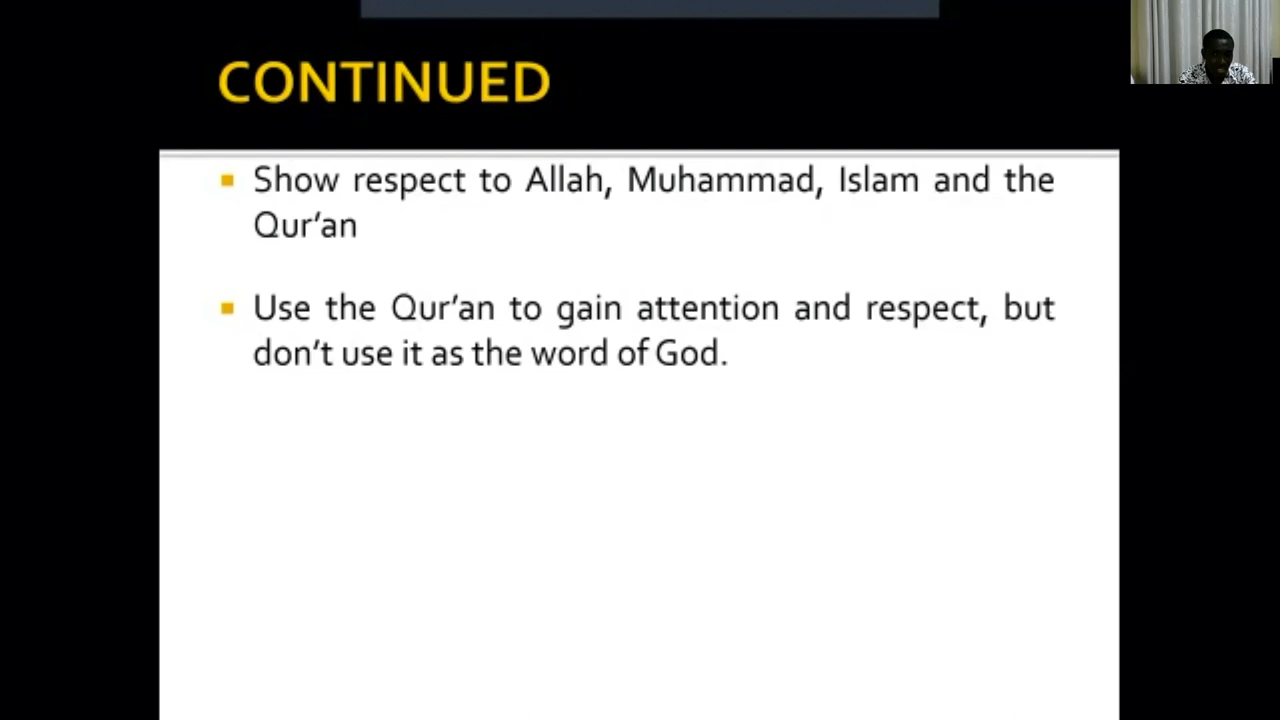 CONTINUED
Show respect to Allah, Muhammad, Islam and the
Qur’an
Use the Qur’an to gain attention and respect, but
don’t use it as the word of God.